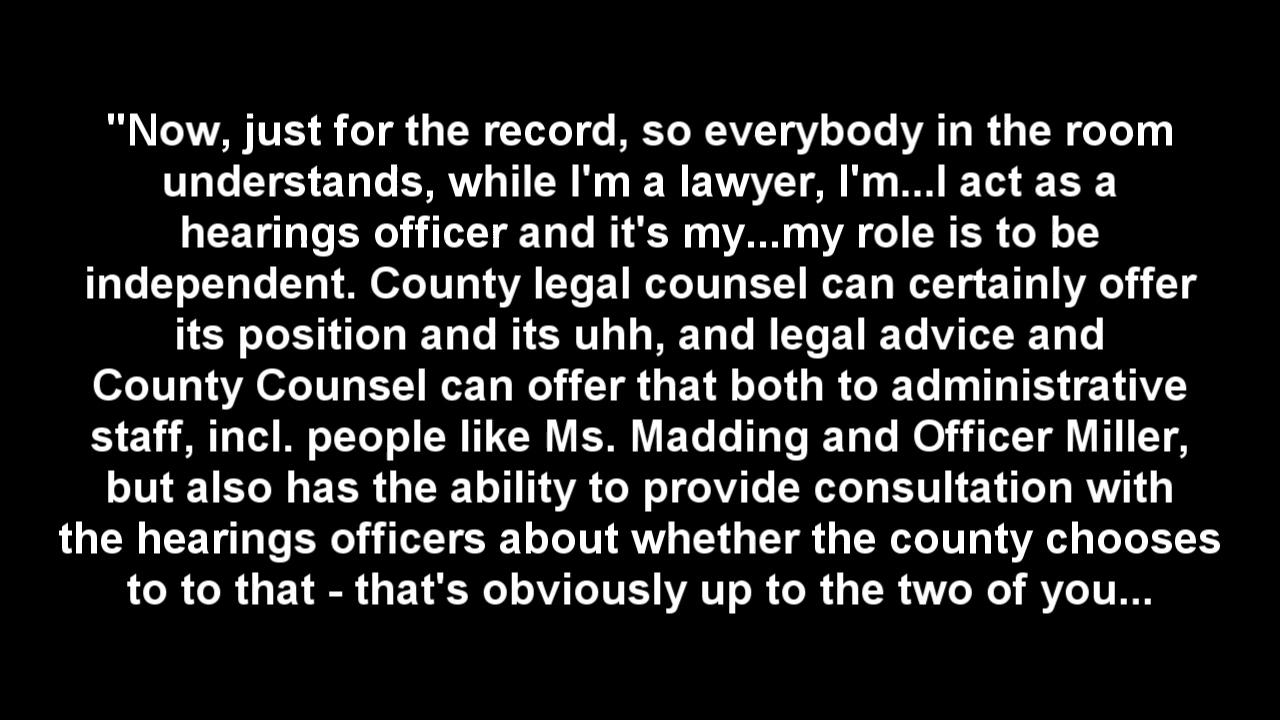 "Now, just for the record, so everybody in the room
understands, while I'm a lawyer, I'm...I act as a
hearings officer and it's my...my role is to be
independent. County legal counsel can certainly offer
its position and its uhh, and legal advice and
County Counsel can offer that both to administrative
staff, incl. people like Ms. Madding and Officer Miller,
but also has the ability to provide consultation with
the hearings officers about whether the county chooses
to to that - that's obviously up to the two of you...